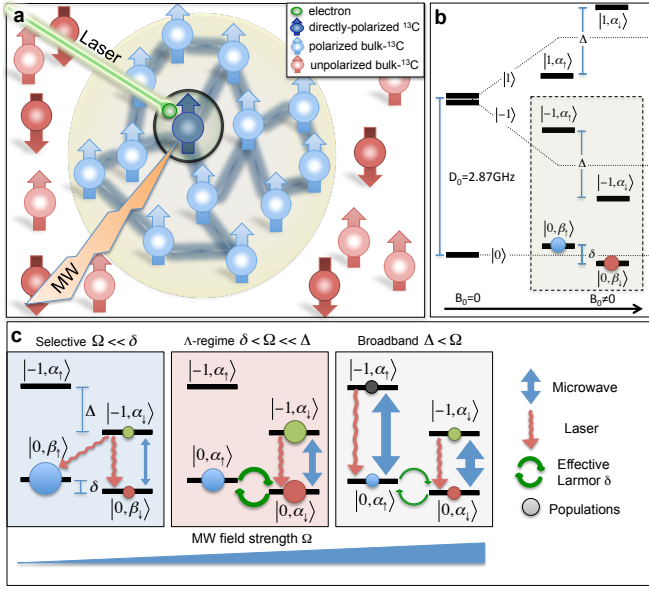 a
Laser
MW
electron
directly-polarized ¹³C
polarized bulk-¹³C
unpolarized bulk-¹³C
b
|1,α↓⟩
Δ
|1,α↑⟩
|1⟩
|−1⟩
|−1,α↑⟩
Δ
|−1,α↓⟩
D₀=2.87GHz
|0⟩
|0,β↑⟩
δ
|0,β↓⟩
B₀=0
B₀≠0
c
Selective Ω << δ
|−1,α↑⟩
Δ
|−1,α↓⟩
|0,β↑⟩
δ
|0,β↓⟩
Λ-regime δ < Ω << Δ
|−1,α↑⟩
|−1,α↓⟩
|0,α↑⟩
|0,α↓⟩
Broadband Δ < Ω
|−1,α↑⟩
|−1,α↓⟩
|0,α↑⟩
|0,α↓⟩
Microwave
Laser
Effective
Larmor δ
Populations
MW field strength Ω